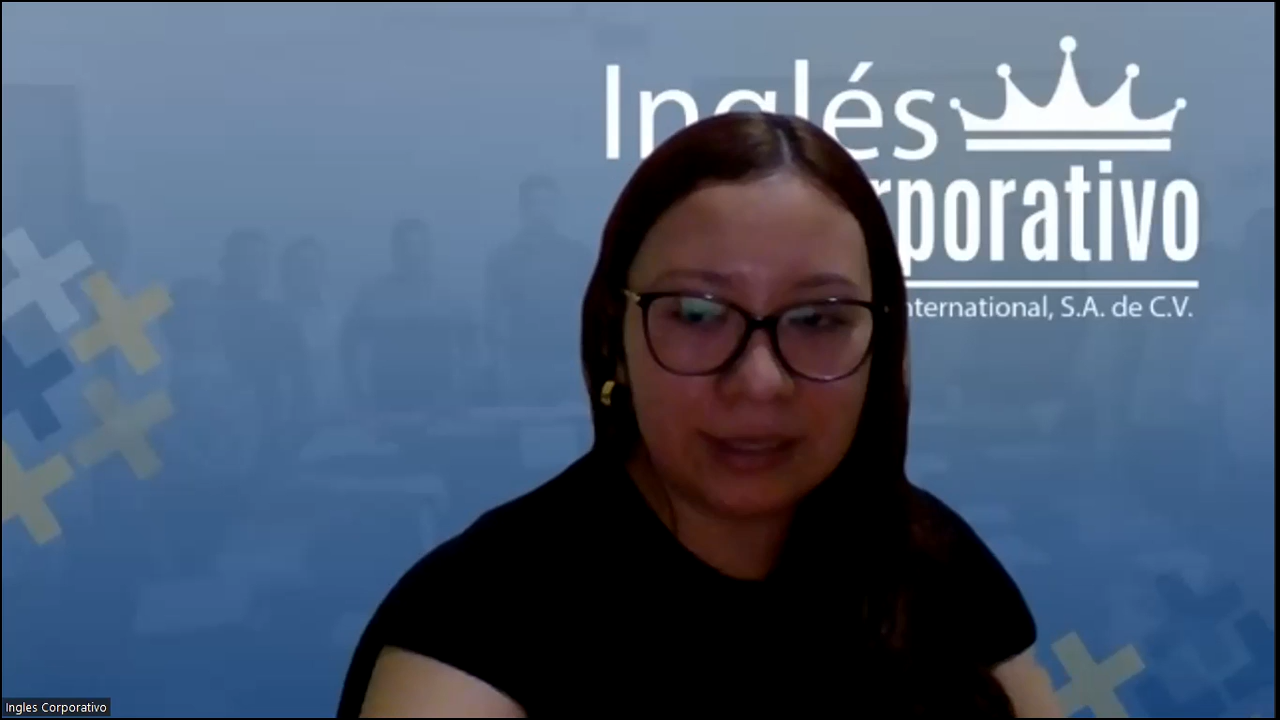 Inglés
rporativo
nternational, S.A. de C.V.
Ingles Corporativo